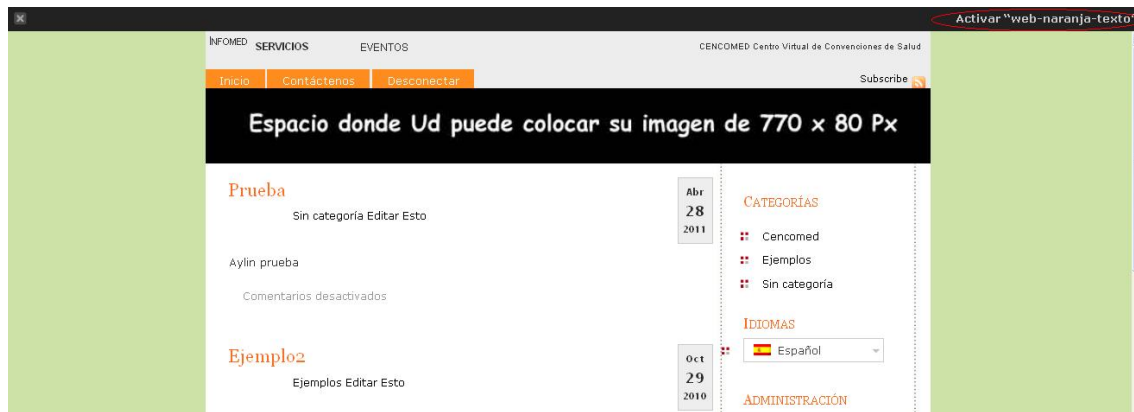 Activar “web-naranja-texto”
INFOMED SERVICIOS EVENTOS CENCOMED Centro Virtual de Convenciones de Salud
Inicio Contáctenos Desconectar Subscribe
Espacio donde Ud puede colocar su imagen de 770 x 80 Px
Prueba
Sin categoría Editar Esto
Abr
28
2011
Aylin prueba
Comentarios desactivados
Ejemplo2
Ejemplos Editar Esto
Oct
29
2010
CATEGORÍAS
Cencomed
Ejemplos
Sin categoría
IDIOMAS
Español
ADMINISTRACIÓN